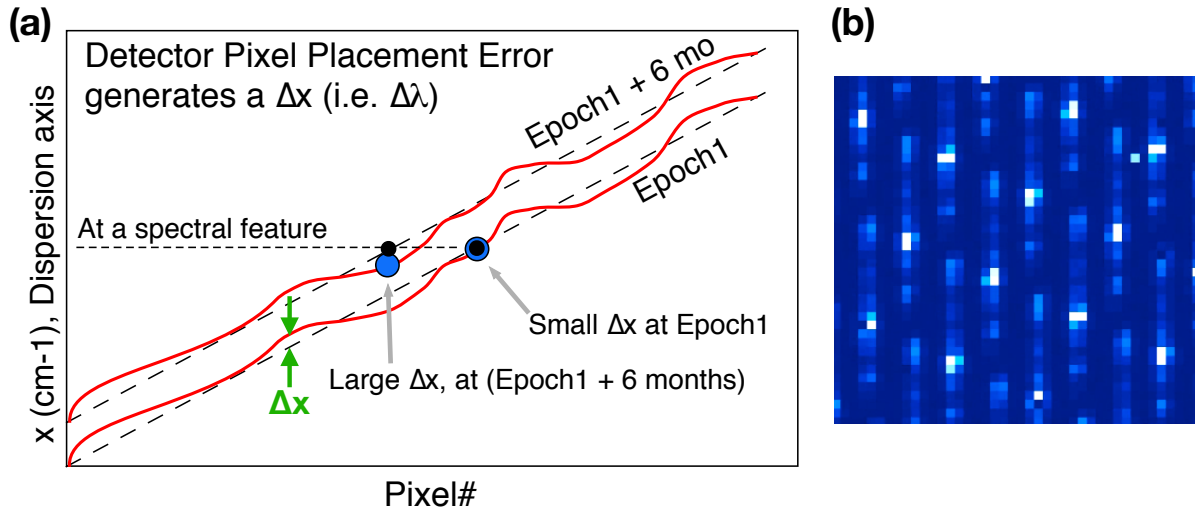 (a)
Detector Pixel Placement Error
generates a Δx (i.e. Δλ)
Epoch1 + 6 mo
Epoch1
At a spectral feature
Small Δx at Epoch1
Large Δx, at (Epoch1 + 6 months)
Δx
x (cm-1), Dispersion axis
Pixel#
(b)